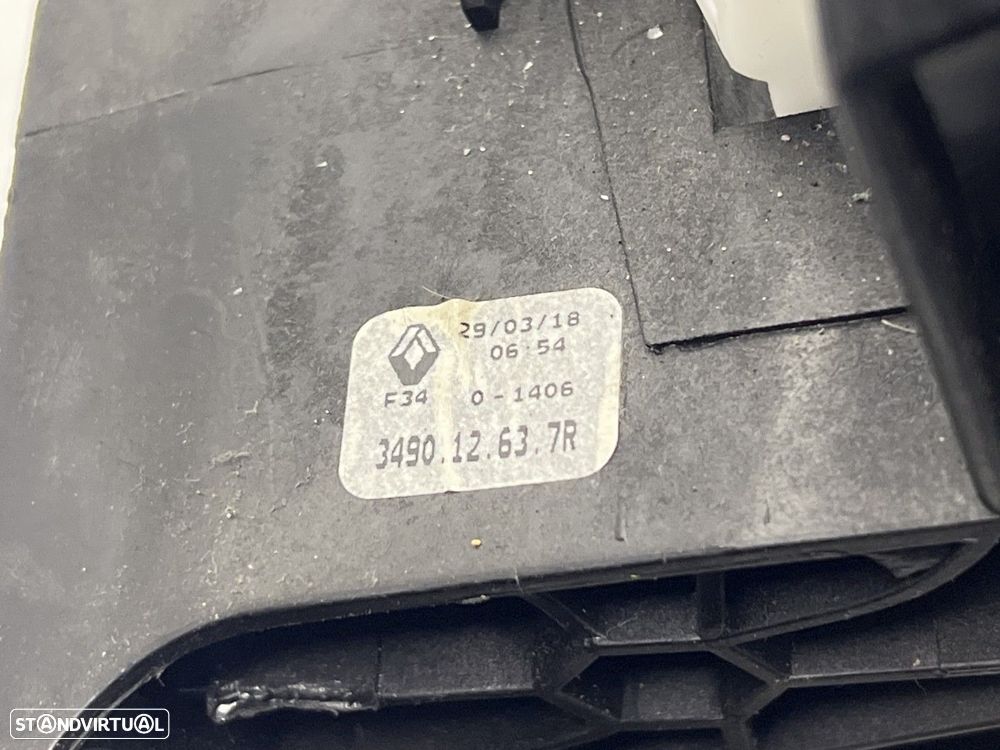 29/03/18
06:54
F34 0-1406
3490.12.63.7R
STANDVIRTUAL